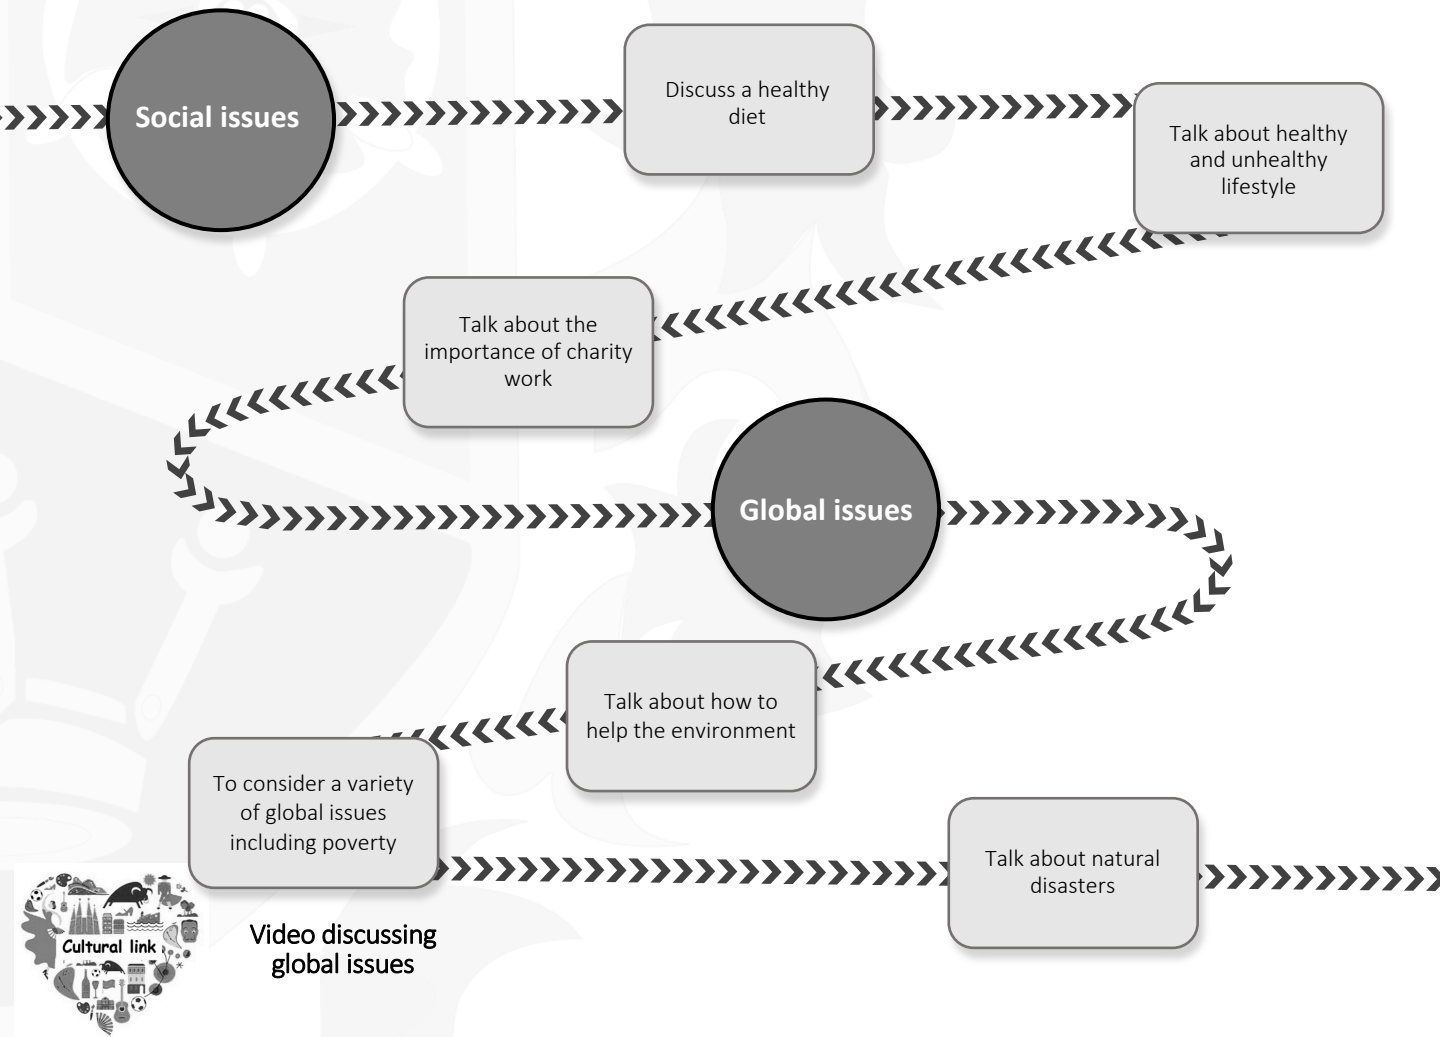 Social issues
Discuss a healthy
diet
Talk about healthy
and unhealthy
lifestyle
Talk about the
importance of charity
work
Global issues
Talk about how to
help the environment
To consider a variety
of global issues
including poverty
Talk about natural
disasters
Cultural link
Video discussing
global issues